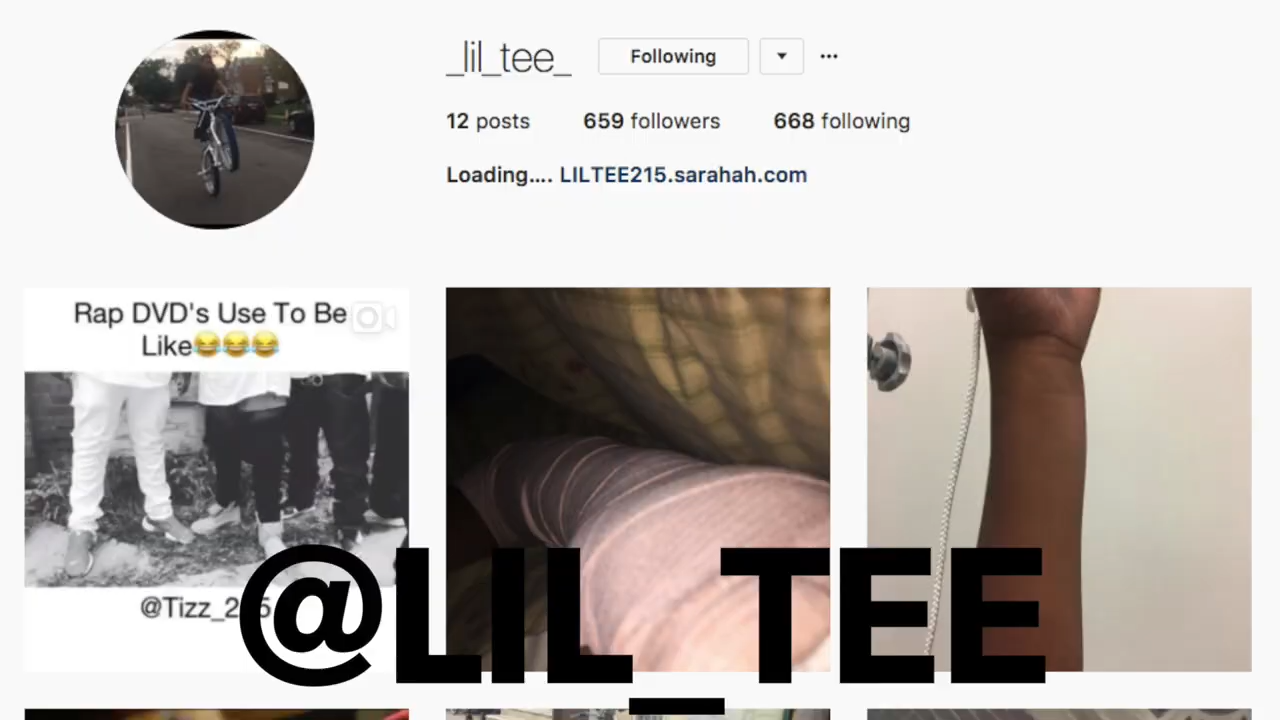 _lil_tee_ Following
12 posts 659 followers 668 following
Loading.... LILTEE215.sarahah.com
Rap DVD's Use To Be
Like😂😂😂
@Tizz_215
@LIL_TEE